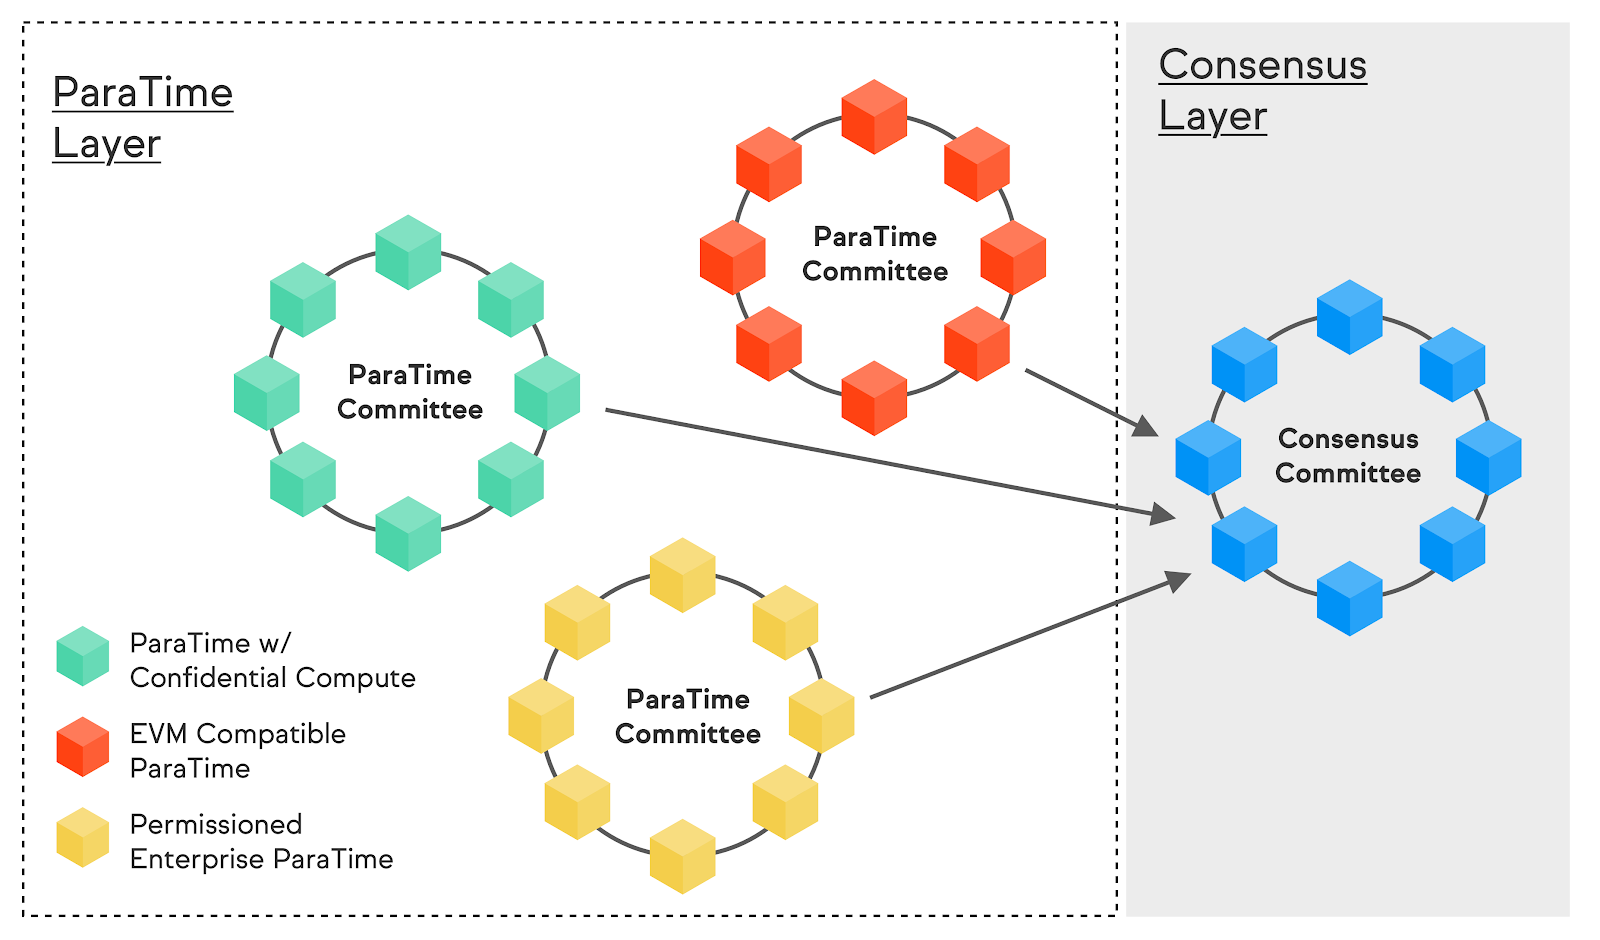 ParaTime
Layer
Consensus
Layer
ParaTime
Committee
ParaTime
Committee
Consensus
Committee
ParaTime
Committee
ParaTime w/
Confidential Compute
EVM Compatible
ParaTime
Permissioned
Enterprise ParaTime